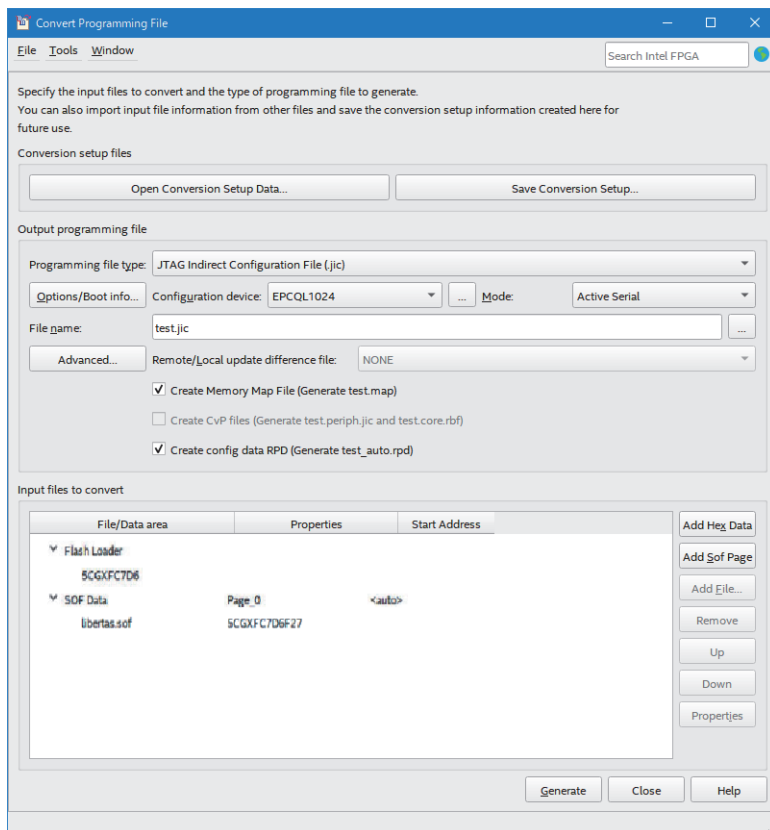 Convert Programming File
File Tools Window Search Intel FPGA
Specify the input files to convert and the type of programming file to generate.
You can also import input file information from other files and save the conversion setup information created here for
future use.
Conversion setup files
Open Conversion Setup Data... Save Conversion Setup...
Output programming file
Programming file type: JTAG Indirect Configuration File (.jic)
Options/Boot info... Configuration device: EPCQL1024 ... Mode: Active Serial
File name: test.jic ...
Advanced... Remote/Local update difference file: NONE
Create Memory Map File (Generate test.map)
Create CvP files (Generate test.periph.jic and test.core.rbf)
Create config data RPD (Generate test_auto.rpd)
Input files to convert
File/Data area Properties Start Address
Flash Loader
5CGXFC7D6
SOF Data Page_0 <auto>
libertas.sof 5CGXFC7D6F27
Add Hex Data
Add Sof Page
Add File...
Remove
Up
Down
Properties
Generate Close Help